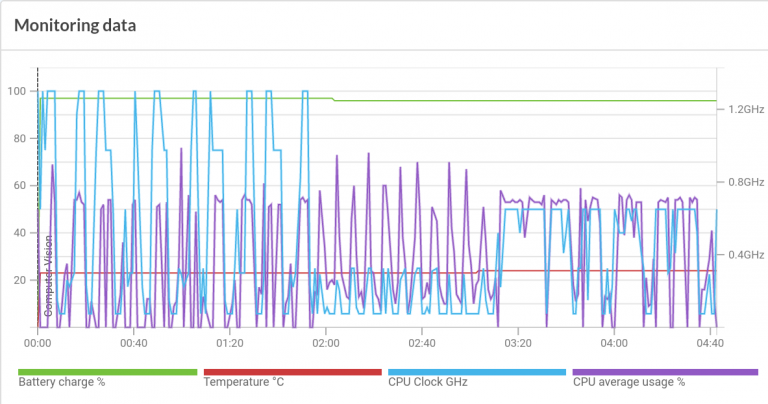 Monitoring data
100
80
60
40
20
1.2GHz
0.8GHz
0.4GHz
Computer Vision
00:00 00:40 01:20 02:00 02:40 03:20 04:00 04:40
Battery charge % Temperature °C CPU Clock GHz CPU average usage %